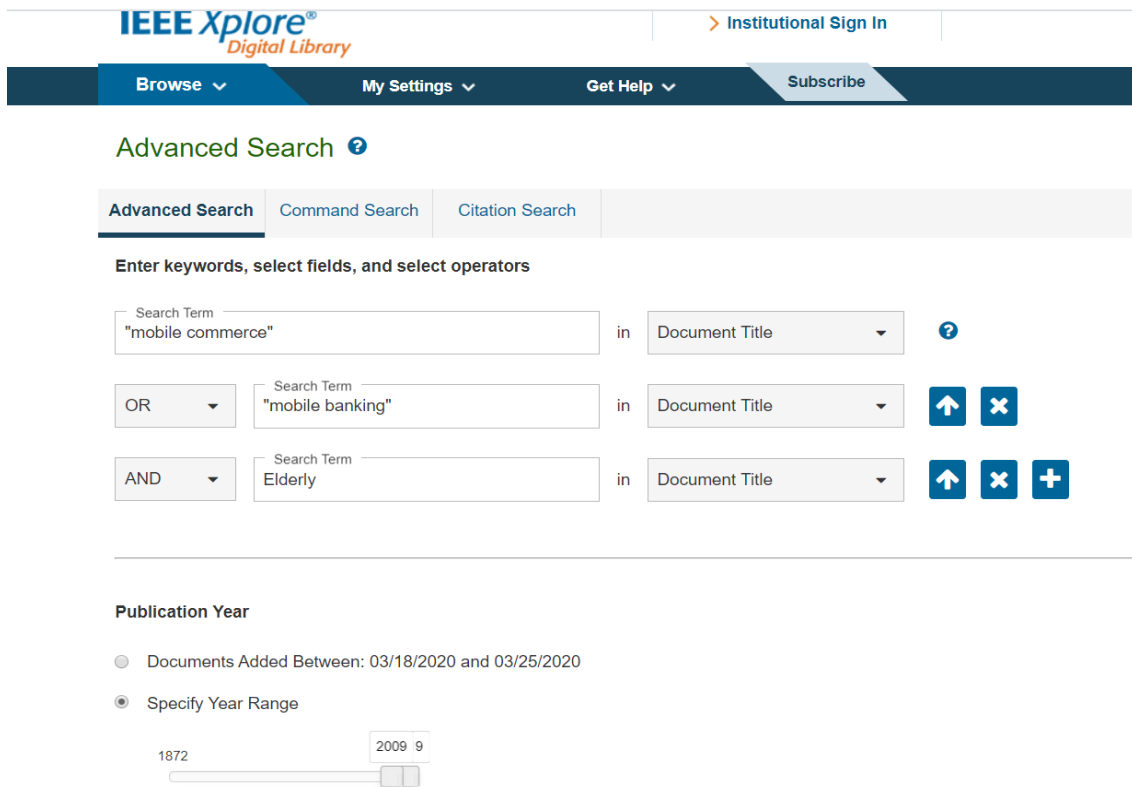 IEEE Xplore®
Digital Library
Institutional Sign In
Browse My Settings Get Help Subscribe
Advanced Search
Advanced Search Command Search Citation Search
Enter keywords, select fields, and select operators
Search Term
"mobile commerce" in Document Title
Search Term
OR "mobile banking" in Document Title
Search Term
AND Elderly in Document Title
Publication Year
Documents Added Between: 03/18/2020 and 03/25/2020
Specify Year Range
1872 2009 9